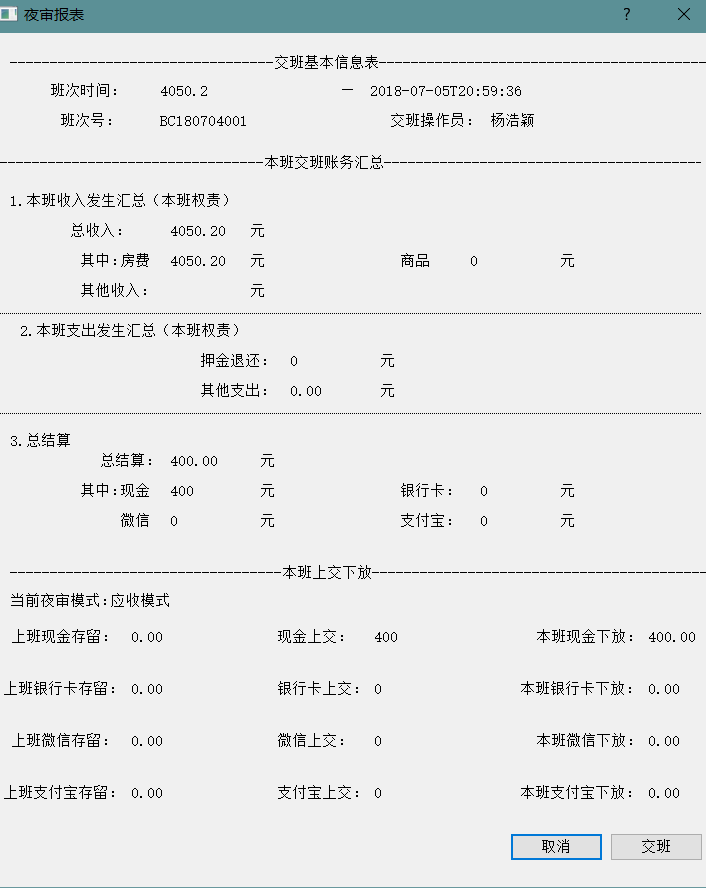 夜审报表
------------------------------------交班基本信息表------------------------------------
班次时间： 4050.2 — 2018-07-05T20:59:36
班次号： BC180704001 交班操作员： 杨浩颖
------------------------------------本班交班账务汇总------------------------------------
1.本班收入发生汇总（本班权责）
总收入： 4050.20 元
其中:房费 4050.20 元 商品 0 元
其他收入： 元
2.本班支出发生汇总（本班权责）
押金退还： 0 元
其他支出： 0.00 元
3.总结算
总结算： 400.00 元
其中:现金 400 元 银行卡： 0 元
微信 0 元 支付宝： 0 元
------------------------------------本班上交下放------------------------------------
当前夜审模式:应收模式
上班现金存留： 0.00 现金上交： 400 本班现金下放： 400.00
上班银行卡存留： 0.00 银行卡上交： 0 本班银行卡下放： 0.00
上班微信存留： 0.00 微信上交： 0 本班微信下放： 0.00
上班支付宝存留： 0.00 支付宝上交： 0 本班支付宝下放： 0.00
取消 交班